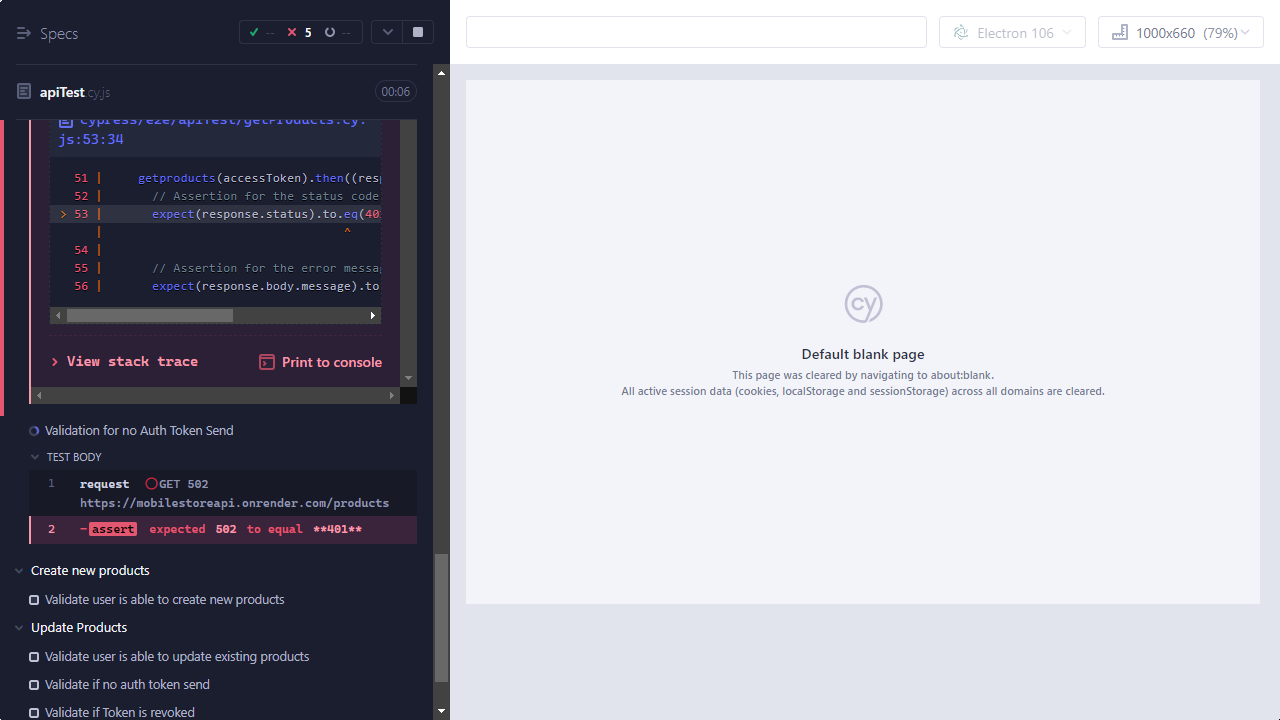 Specs
-- 5 --
Electron 106
1000x660 (79%)
apiTest.cy.js
00:06
cypress/e2e/apiTest/getProducts.cy.
js:53:34
51 | getproducts(accessToken).then((resp
52 | // Assertion for the status code
> 53 | expect(response.status).to.eq(40
| ^
54 |
55 | // Assertion for the error messag
56 | expect(response.body.message).to
> View stack trace
Print to console
Validation for no Auth Token Send
TEST BODY
1 request GET 502
https://mobilestoreapi.onrender.com/products
2 -assert expected 502 to equal **401**
Create new products
Validate user is able to create new products
Update Products
Validate user is able to update existing products
Validate if no auth token send
Validate if Token is revoked
cy
Default blank page
This page was cleared by navigating to about:blank.
All active session data (cookies, localStorage and sessionStorage) across all domains are cleared.